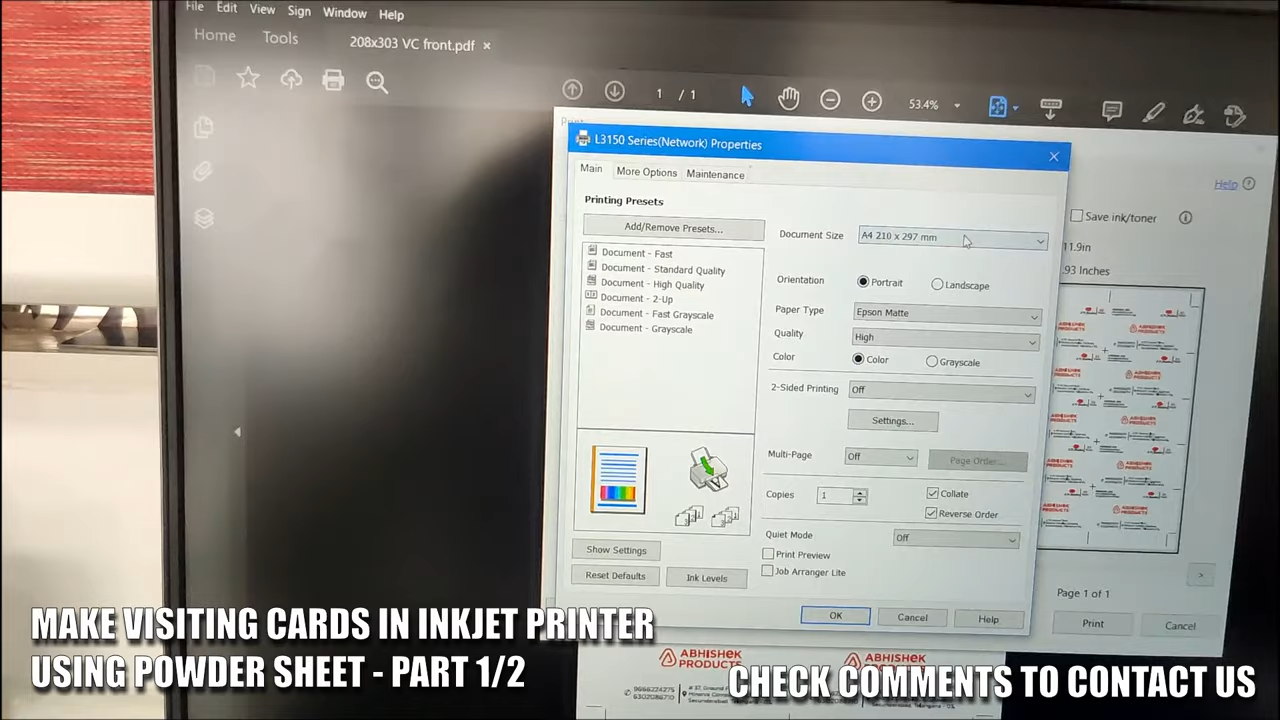 File Edit View Sign Window Help
Home Tools 208x303 VC front.pdf ×
1 / 1 53.4%
L3150 Series(Network) Properties
Help
Main More Options Maintenance
Printing Presets
Add/Remove Presets...
Document - Fast
Document - Standard Quality
Document - High Quality
Document - 2-Up
Document - Fast Grayscale
Document - Grayscale
Show Settings
Reset Defaults Ink Levels
Document Size A4 210 x 297 mm
Orientation Portrait Landscape
Paper Type Epson Matte
Quality High
Color Color Grayscale
2-Sided Printing Off
Settings...
Multi-Page Off Page Order...
Copies 1 Collate
Reverse Order
Quiet Mode Off
Print Preview
Job Arranger Lite
OK Cancel Help
Save ink/toner
11.9in
.93 Inches
Page 1 of 1
Print Cancel
ABHISHEK
PRODUCTS
ABHISHEK
PRODUCTS
9666224275
6302086710
MAKE VISITING CARDS IN INKJET PRINTER
USING POWDER SHEET - PART 1/2
CHECK COMMENTS TO CONTACT US